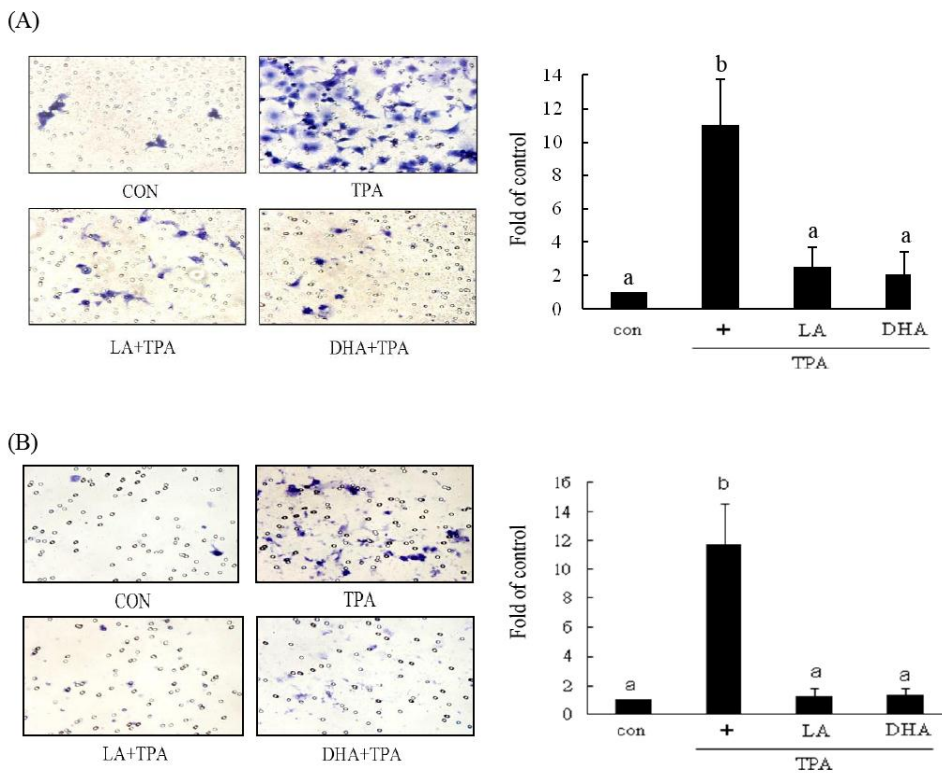 (A)
CON
TPA
LA+TPA
DHA+TPA
Fold of control
14
12
10
8
6
4
2
0
a
b
a
a
con
+
LA
DHA
TPA
(B)
CON
TPA
LA+TPA
DHA+TPA
Fold of control
16
14
12
10
8
6
4
2
0
a
b
a
a
con
+
LA
DHA
TPA